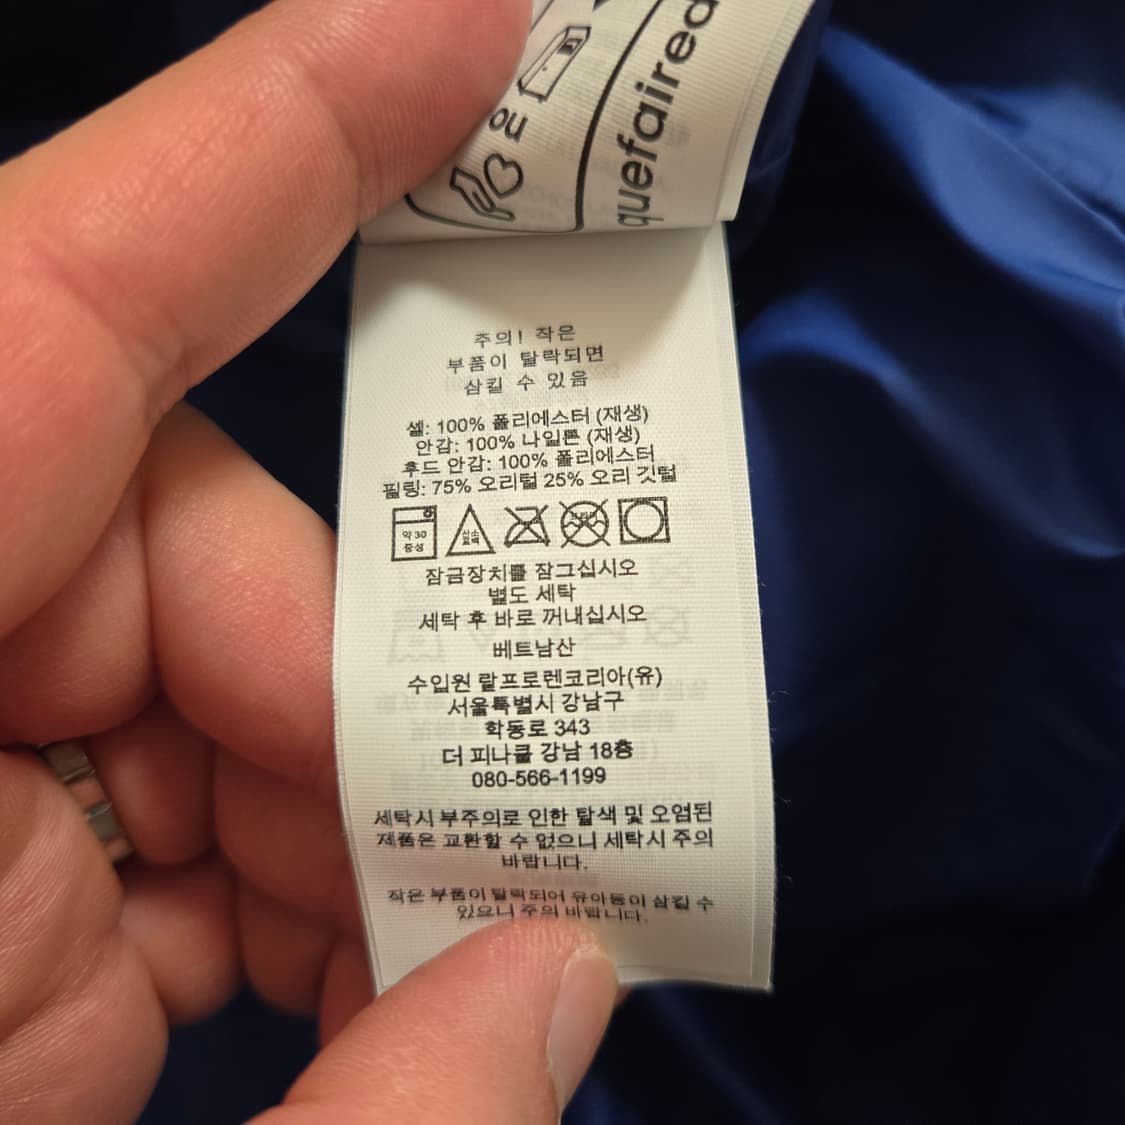 quefaired
OU
주의! 작은
부품이 탈락되면
삼킬 수 있음
셸: 100% 폴리에스터 (재생)
안감: 100% 나일론 (재생)
후드 안감: 100% 폴리에스터
필링: 75% 오리털 25% 오리 깃털
약 30
중성
산소
표백
잠금장치를 잠그십시오
별도 세탁
세탁 후 바로 꺼내십시오
베트남산
수입원 랄프로렌코리아(유)
서울특별시 강남구
학동로 343
더 피나클 강남 18층
080-566-1199
세탁시 부주의로 인한 탈색 및 오염된
제품은 교환할 수 없으니 세탁시 주의
바랍니다.
작은 부품이 탈락되어 유아등이 삼킬 수
있으니 주의 바랍니다.